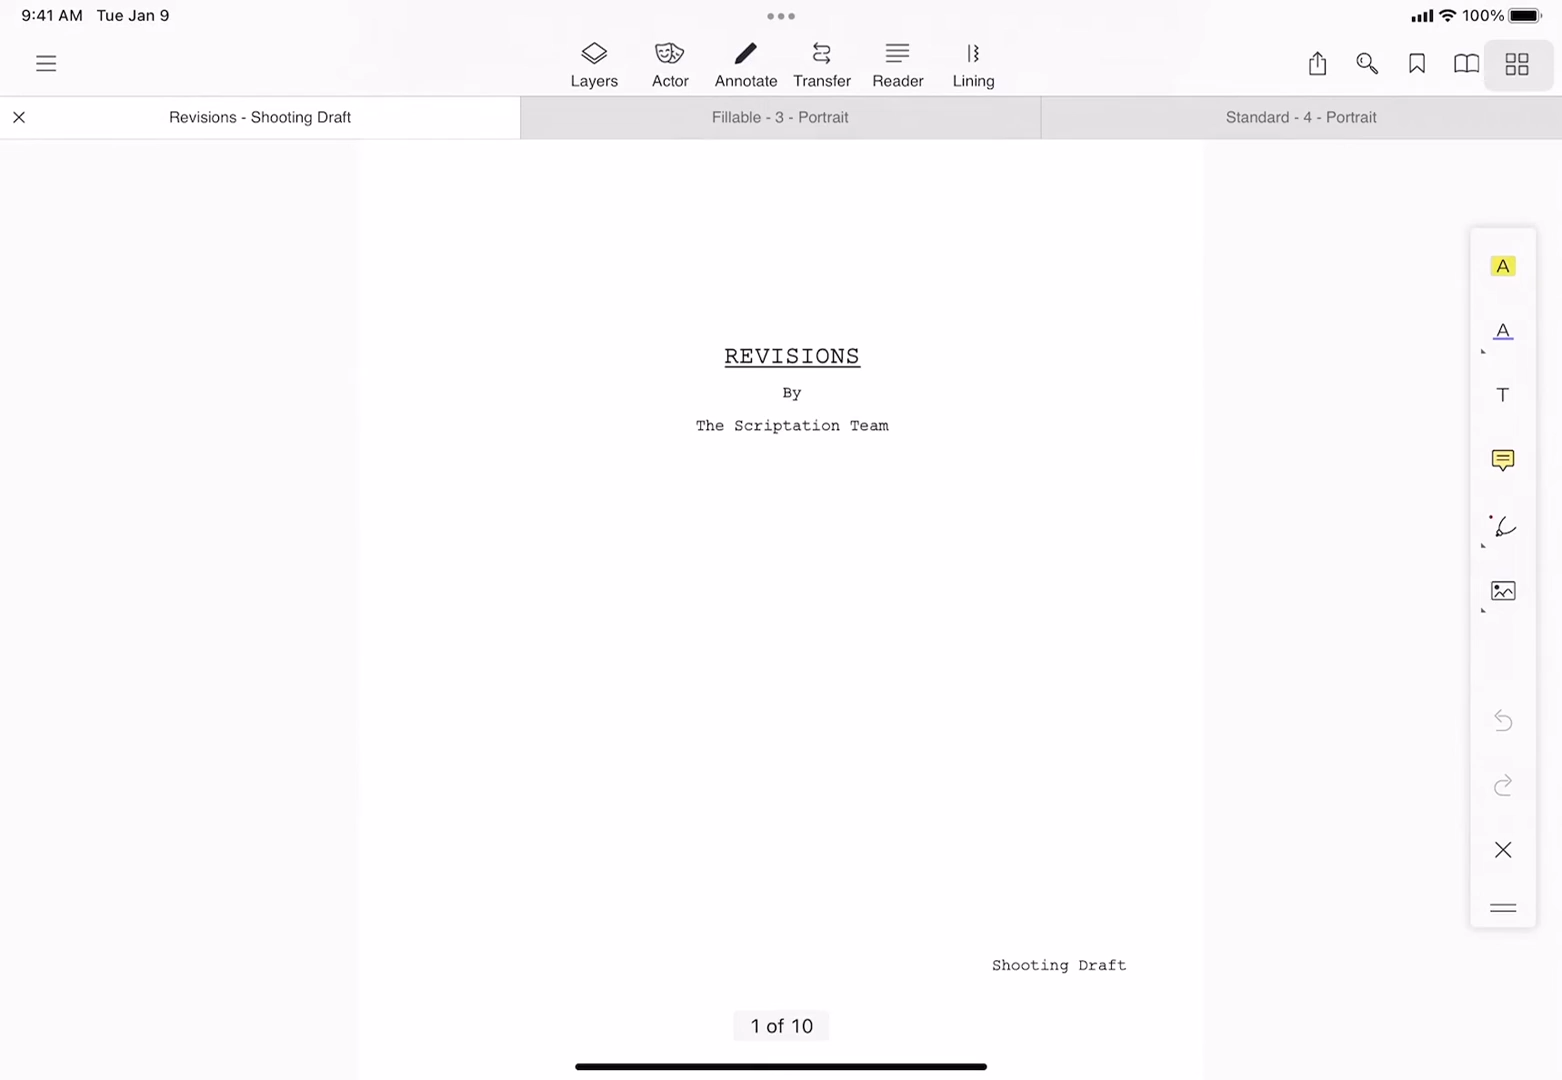 9:41 AM Tue Jan 9
100%
Layers Actor Annotate Transfer Reader Lining
Revisions - Shooting Draft
Fillable - 3 - Portrait
Standard - 4 - Portrait
A
A
T
REVISIONS
By
The Scriptation Team
Shooting Draft
1 of 10